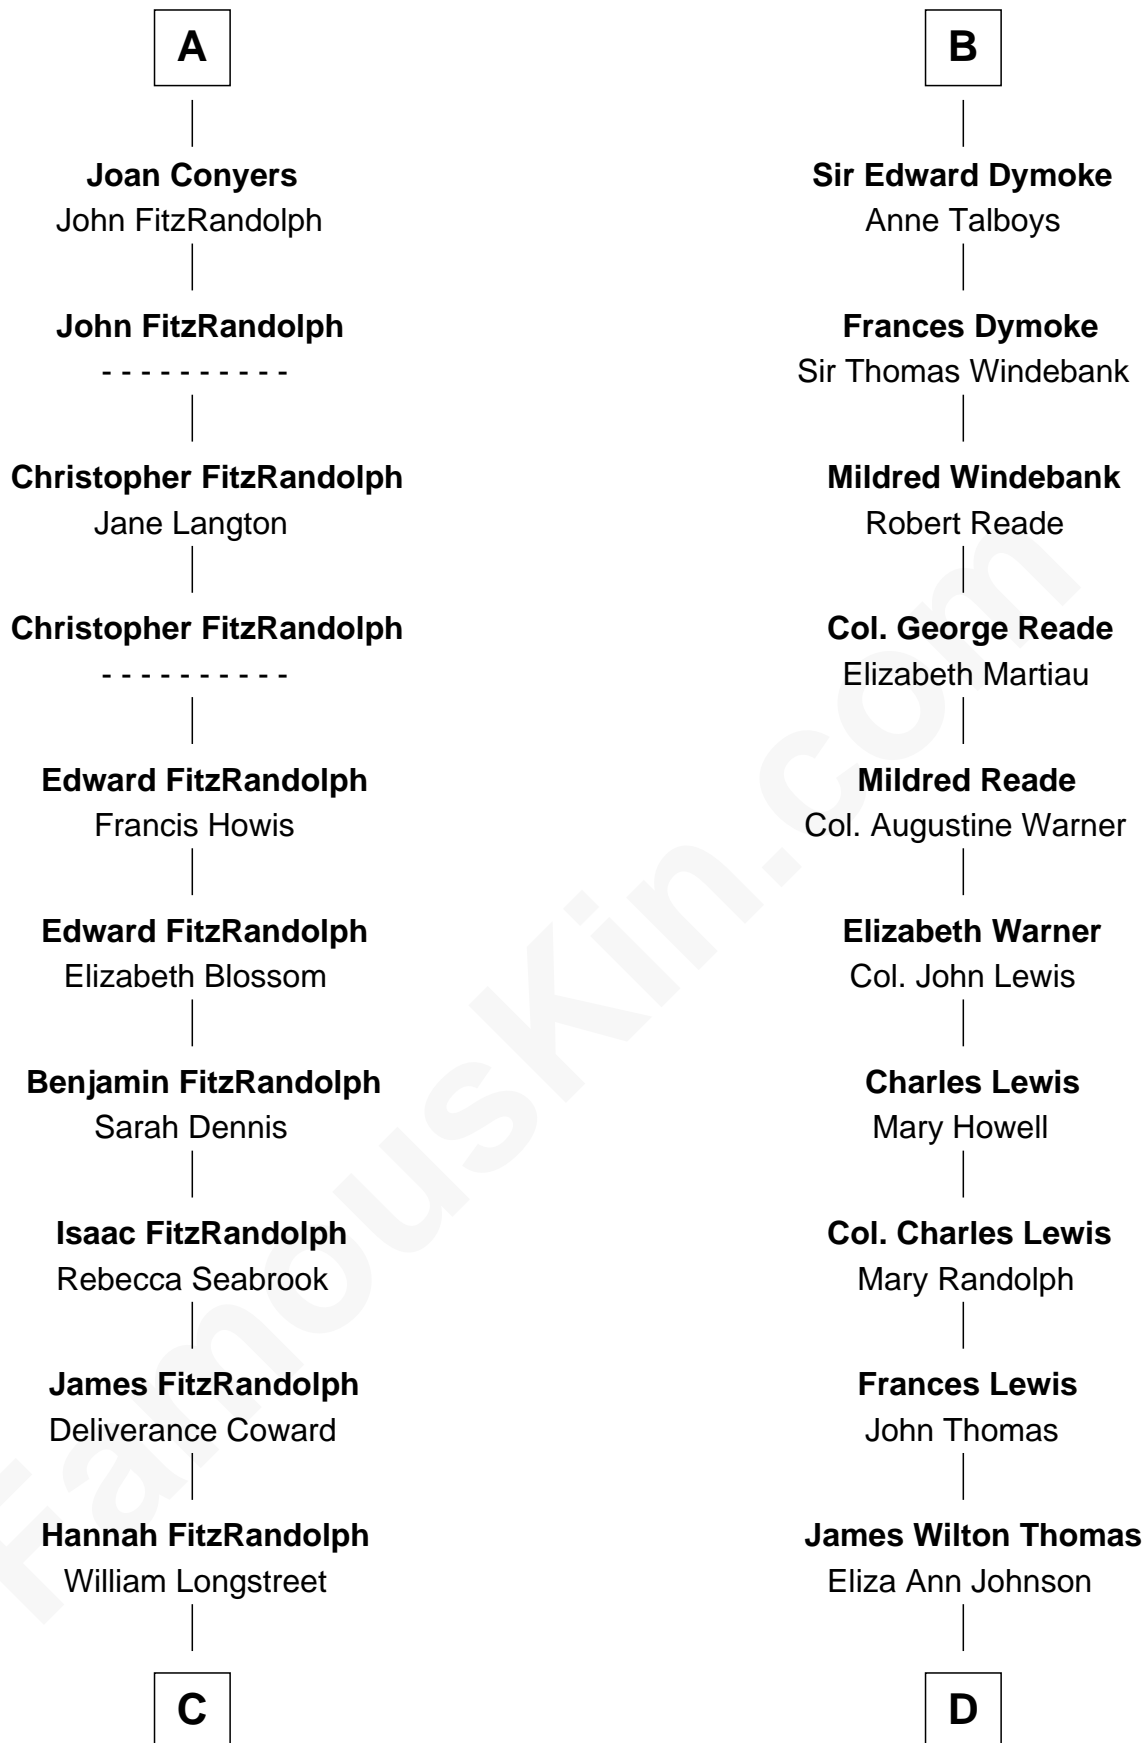 A
Joan Conyers
John FitzRandolph
John FitzRandolph
- - - - - - - - - -
Christopher FitzRandolph
Jane Langton
Christopher FitzRandolph
- - - - - - - - - -
Edward FitzRandolph
Francis Howis
Edward FitzRandolph
Elizabeth Blossom
Benjamin FitzRandolph
Sarah Dennis
Isaac FitzRandolph
Rebecca Seabrook
James FitzRandolph
Deliverance Coward
Hannah FitzRandolph
William Longstreet
C
B
Sir Edward Dymoke
Anne Talboys
Frances Dymoke
Sir Thomas Windebank
Mildred Windebank
Robert Reade
Col. George Reade
Elizabeth Martiau
Mildred Reade
Col. Augustine Warner
Elizabeth Warner
Col. John Lewis
Charles Lewis
Mary Howell
Col. Charles Lewis
Mary Randolph
Frances Lewis
John Thomas
James Wilton Thomas
Eliza Ann Johnson
D
FamousKin.com